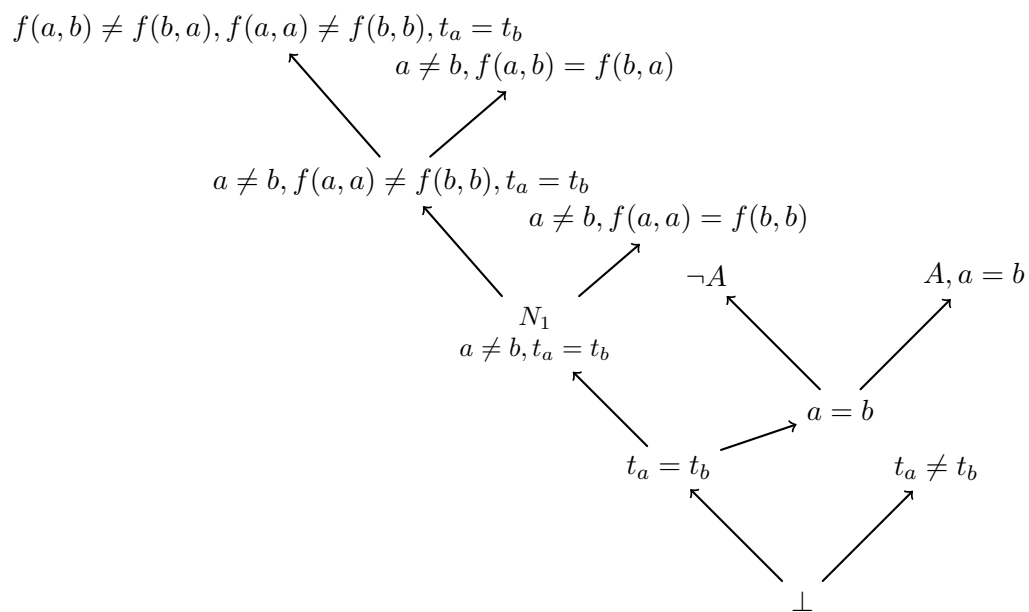 f(a, b) ≠ f(b, a), f(a, a) ≠ f(b, b), t_a = t_b
a ≠ b, f(a, b) = f(b, a)
a ≠ b, f(a, a) ≠ f(b, b), t_a = t_b
a ≠ b, f(a, a) = f(b, b)
¬A
A, a = b
N_1
a ≠ b, t_a = t_b
a = b
t_a = t_b
t_a ≠ t_b
⊥